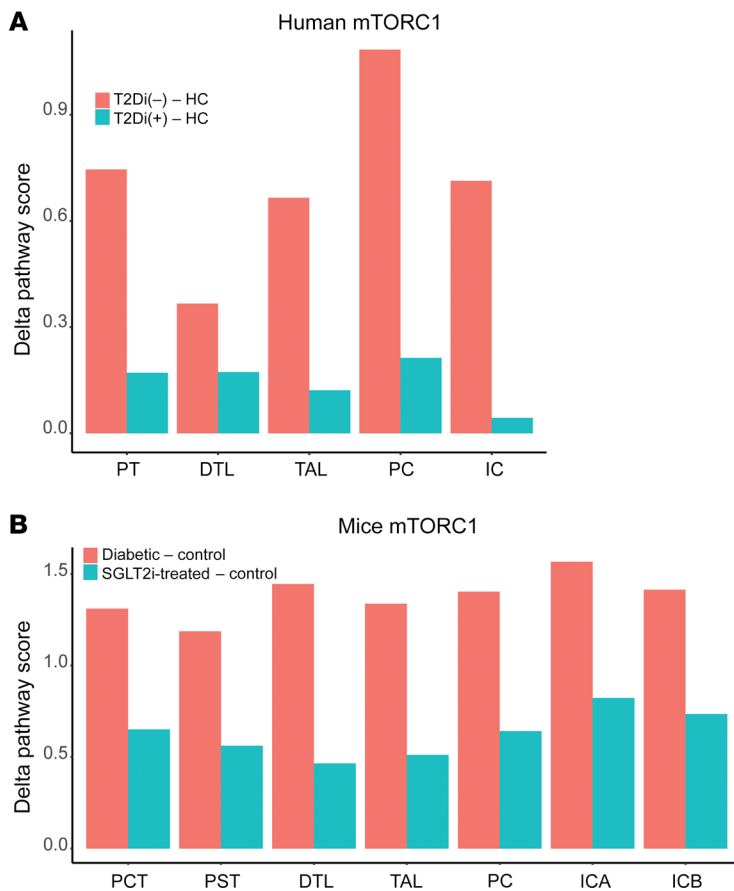 A
Human mTORC1
T2Di(–) – HC
T2Di(+) – HC
Delta pathway score
0.9
0.6
0.3
0.0
PT DTL TAL PC IC
B
Mice mTORC1
Diabetic – control
SGLT2i-treated – control
Delta pathway score
1.5
1.0
0.5
0.0
PCT PST DTL TAL PC ICA ICB